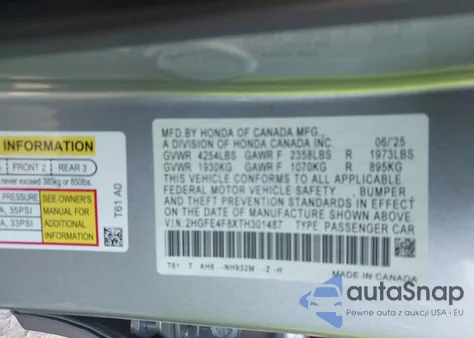 INFORMATION
FRONT 2 REAR 3
never exceed 385kg or 850lbs.
PRESSURE SEE OWNER'S
A, 35PSI MANUAL FOR
A, 33PSI ADDITIONAL
INFORMATION
T61 A0
MFD.BY HONDA OF CANADA MFG.,
A DIVISION OF HONDA CANADA INC. 06/'25
GVWR 4254LBS GAWR F 2358LBS R 1973LBS
GVWR 1930KG GAWR F 1070KG R 895KG
THIS VEHICLE CONFORMS TO ALL APPLICABLE
FEDERAL MOTOR VEHICLE SAFETY , BUMPER
AND THEFT PREVENTION STANDARDS IN EFFECT
ON THE DATE OF MANUFACTURE SHOWN ABOVE.
V.I.N:2HGFE4F8XTH301487 TYPE PASSENGER CAR
T61 T AH6 -NH932M -Z -H
MADE IN CANADA
autoSnap
Pewne auta z aukcji USA i EU